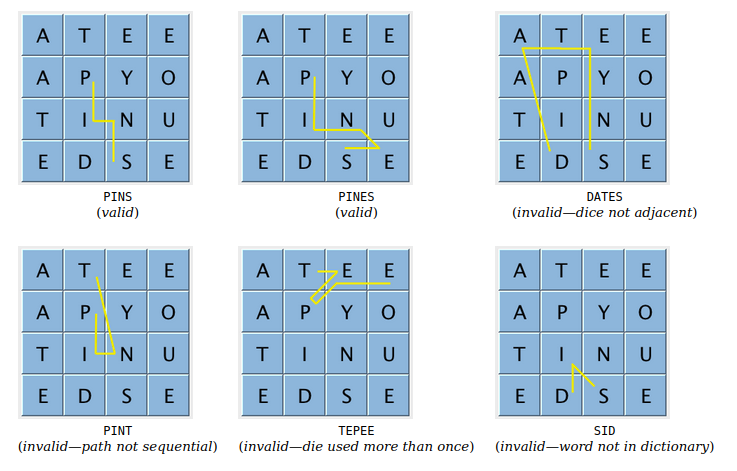 A T E E A T E E A T E E
A P Y O A P Y O A P Y O
T I N U T I N U T I N U
E D S E E D S E E D S E
PINS PINES DATES
(valid) (valid) (invalid—dice not adjacent)
A T E E A T E E A T E E
A P Y O A P Y O A P Y O
T I N U T I N U T I N U
E D S E E D S E E D S E
PINT TEPEE SID
(invalid—path not sequential) (invalid—die used more than once) (invalid—word not in dictionary)